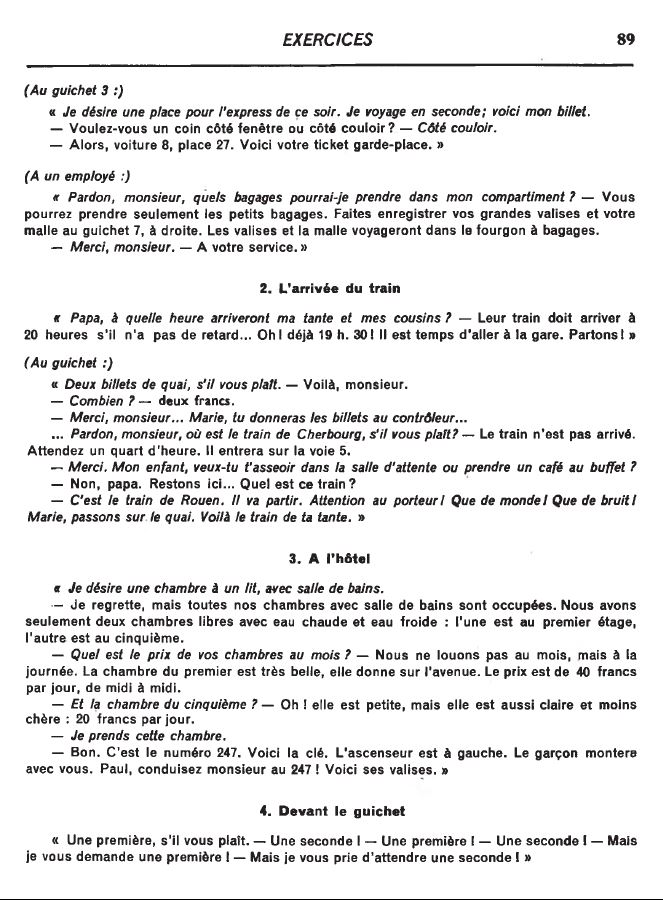 EXERCICES 89
(Au guichet 3 :)
« Je désire une place pour l'express de ce soir. Je voyage en seconde; voici mon billet.
— Voulez-vous un coin côté fenêtre ou côté couloir ? — Côté couloir.
— Alors, voiture 8, place 27. Voici votre ticket garde-place. »
(A un employé :)
« Pardon, monsieur, quels bagages pourrai-je prendre dans mon compartiment ? — Vous
pourrez prendre seulement les petits bagages. Faites enregistrer vos grandes valises et votre
malle au guichet 7, à droite. Les valises et la malle voyageront dans le fourgon à bagages.
— Merci, monsieur. — A votre service. »
2. L'arrivée du train
« Papa, à quelle heure arriveront ma tante et mes cousins ? — Leur train doit arriver à
20 heures s'il n'a pas de retard... Oh ! déjà 19 h. 30 ! Il est temps d'aller à la gare. Partons ! »
(Au guichet :)
« Deux billets de quai, s'il vous plaît. — Voilà, monsieur.
— Combien ? — deux francs.
— Merci, monsieur... Marie, tu donneras les billets au contrôleur...
... Pardon, monsieur, où est le train de Cherbourg, s'il vous plaît? — Le train n'est pas arrivé.
Attendez un quart d'heure. Il entrera sur la voie 5.
— Merci. Mon enfant, veux-tu t'asseoir dans la salle d'attente ou prendre un café au buffet ?
— Non, papa. Restons ici... Quel est ce train ?
— C'est le train de Rouen. Il va partir. Attention au porteur ! Que de monde ! Que de bruit !
Marie, passons sur le quai. Voilà le train de ta tante. »
3. A l'hôtel
« Je désire une chambre à un lit, avec salle de bains.
— Je regrette, mais toutes nos chambres avec salle de bains sont occupées. Nous avons
seulement deux chambres libres avec eau chaude et eau froide : l'une est au premier étage,
l'autre est au cinquième.
— Quel est le prix de vos chambres au mois ? — Nous ne louons pas au mois, mais à la
journée. La chambre du premier est très belle, elle donne sur l'avenue. Le prix est de 40 francs
par jour, de midi à midi.
— Et la chambre du cinquième ? — Oh ! elle est petite, mais elle est aussi claire et moins
chère : 20 francs par jour.
— Je prends cette chambre.
— Bon. C'est le numéro 247. Voici la clé. L'ascenseur est à gauche. Le garçon montera
avec vous. Paul, conduisez monsieur au 247 ! Voici ses valises. »
4. Devant le guichet
« Une première, s'il vous plaît. — Une seconde ! — Une première ! — Une seconde ! — Mais
je vous demande une première ! — Mais je vous prie d'attendre une seconde ! »